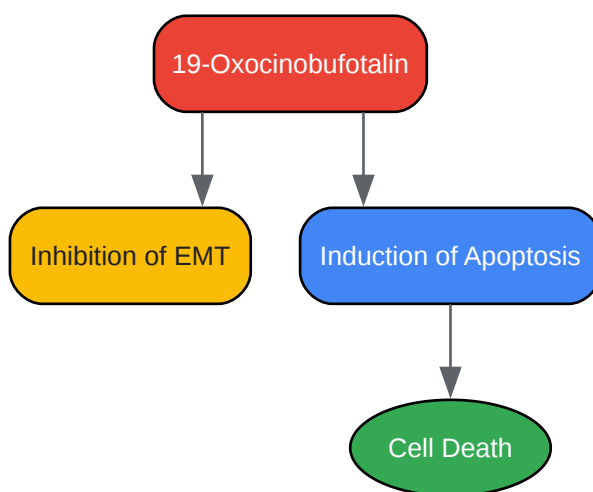 19-Oxocinobufotalin
Inhibition of EMT
Induction of Apoptosis
Cell Death